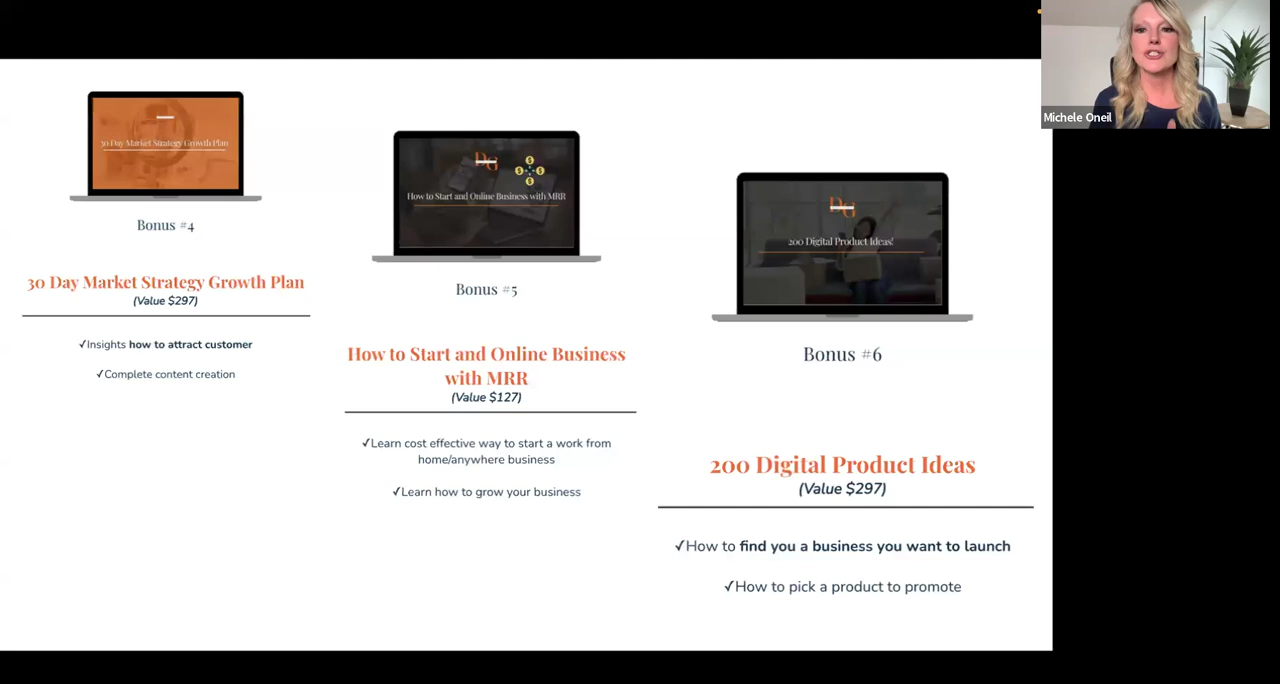 30 Day Market Strategy Growth Plan
Bonus #4
30 Day Market Strategy Growth Plan
(Value $297)
✓Insights how to attract customer
✓Complete content creation
DG
How to Start and Online Business with MRR
Bonus #5
How to Start and Online Business
with MRR
(Value $127)
✓Learn cost effective way to start a work from
home/anywhere business
✓Learn how to grow your business
DG
200 Digital Product Ideas!
Bonus #6
200 Digital Product Ideas
(Value $297)
✓How to find you a business you want to launch
✓How to pick a product to promote
Michele Oneil